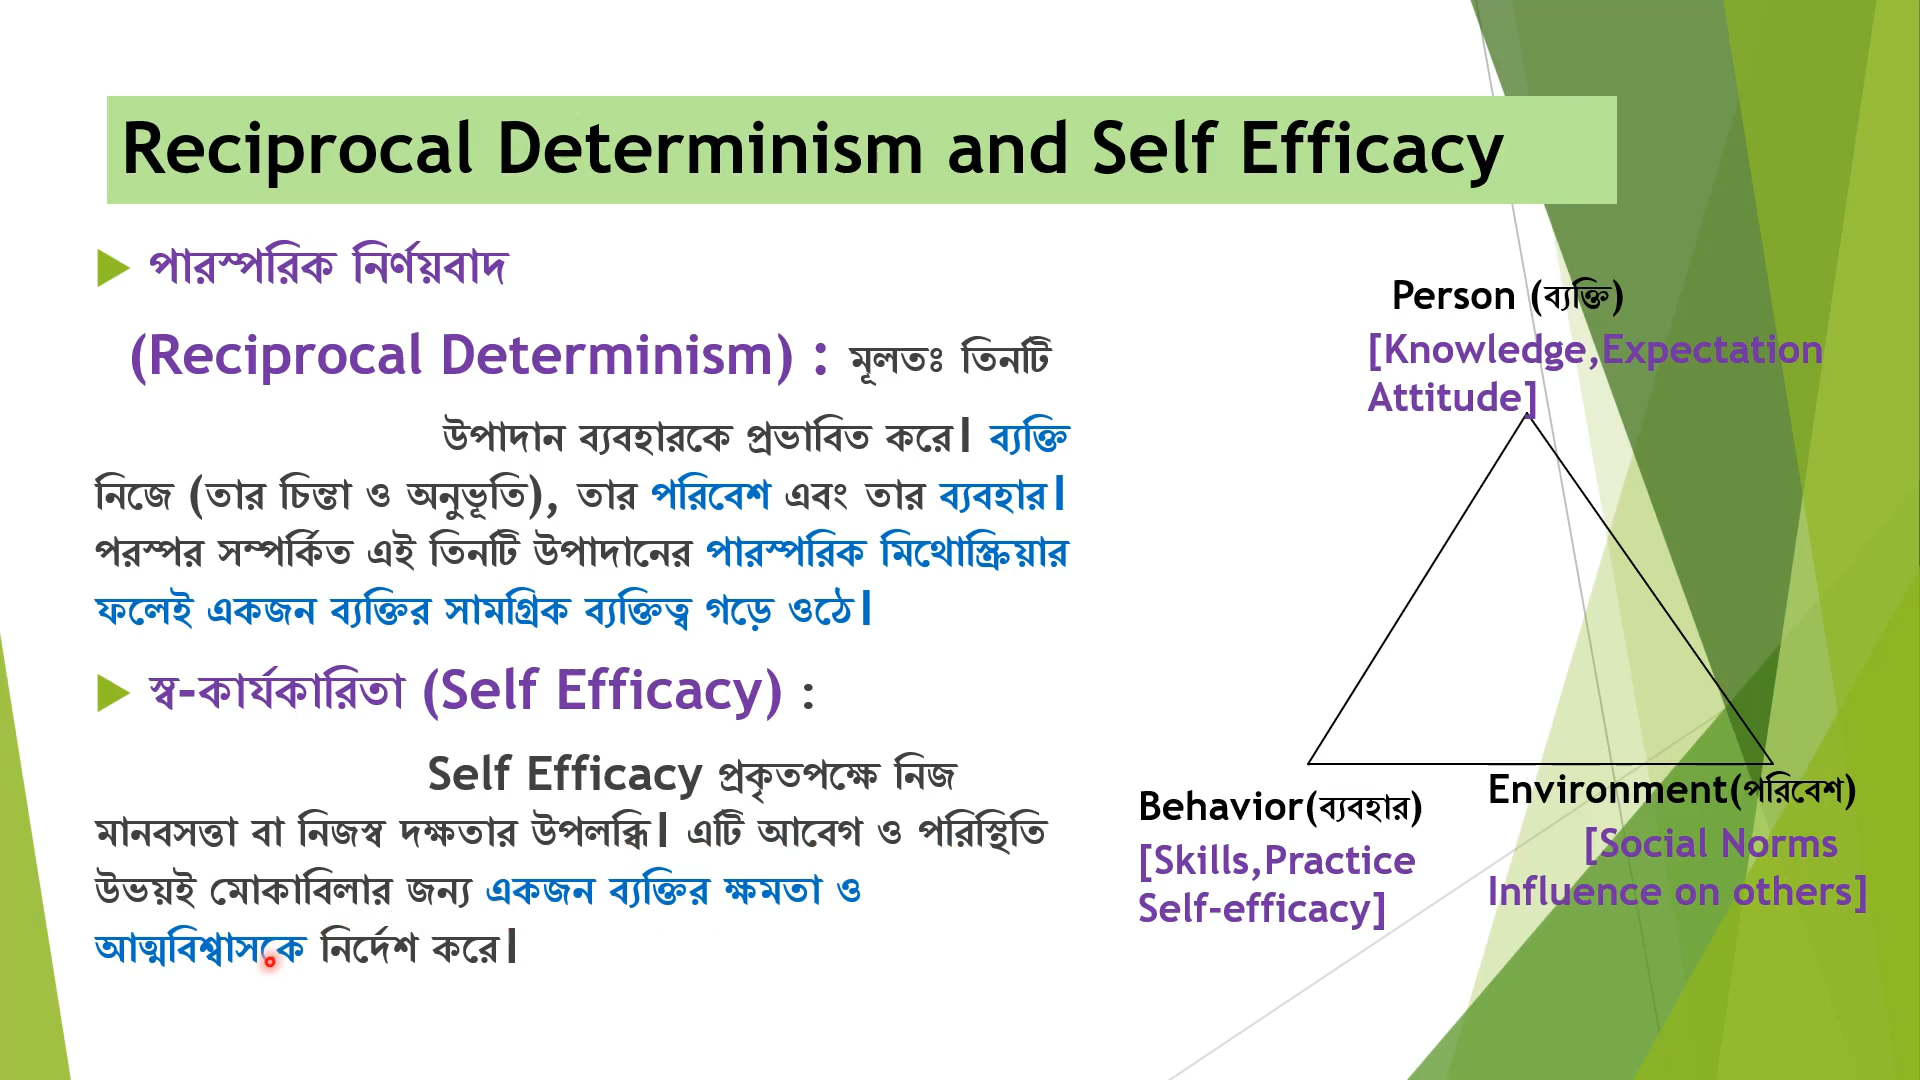 Reciprocal Determinism and Self Efficacy
পারস্পরিক নির্ণয়বাদ
(Reciprocal Determinism) : মূলতঃ তিনটি
উপাদান ব্যবহারকে প্রভাবিত করে। ব্যক্তি
নিজে (তার চিন্তা ও অনুভূতি), তার পরিবেশ এবং তার ব্যবহার।
পরস্পর সম্পর্কিত এই তিনটি উপাদানের পারস্পরিক মিথোস্ক্রিয়ার
ফলেই একজন ব্যক্তির সামগ্রিক ব্যক্তিত্ব গড়ে ওঠে।
স্ব-কার্যকারিতা (Self Efficacy) :
Self Efficacy প্রকৃতপক্ষে নিজ
মানবসত্তা বা নিজস্ব দক্ষতার উপলব্ধি। এটি আবেগ ও পরিস্থিতি
উভয়ই মোকাবিলার জন্য একজন ব্যক্তির ক্ষমতা ও
আত্মবিশ্বাসকে নির্দেশ করে।
Person (ব্যক্তি)
[Knowledge,Expectation
Attitude]
Behavior(ব্যবহার)
[Skills,Practice
Self-efficacy]
Environment(পরিবেশ)
[Social Norms
Influence on others]